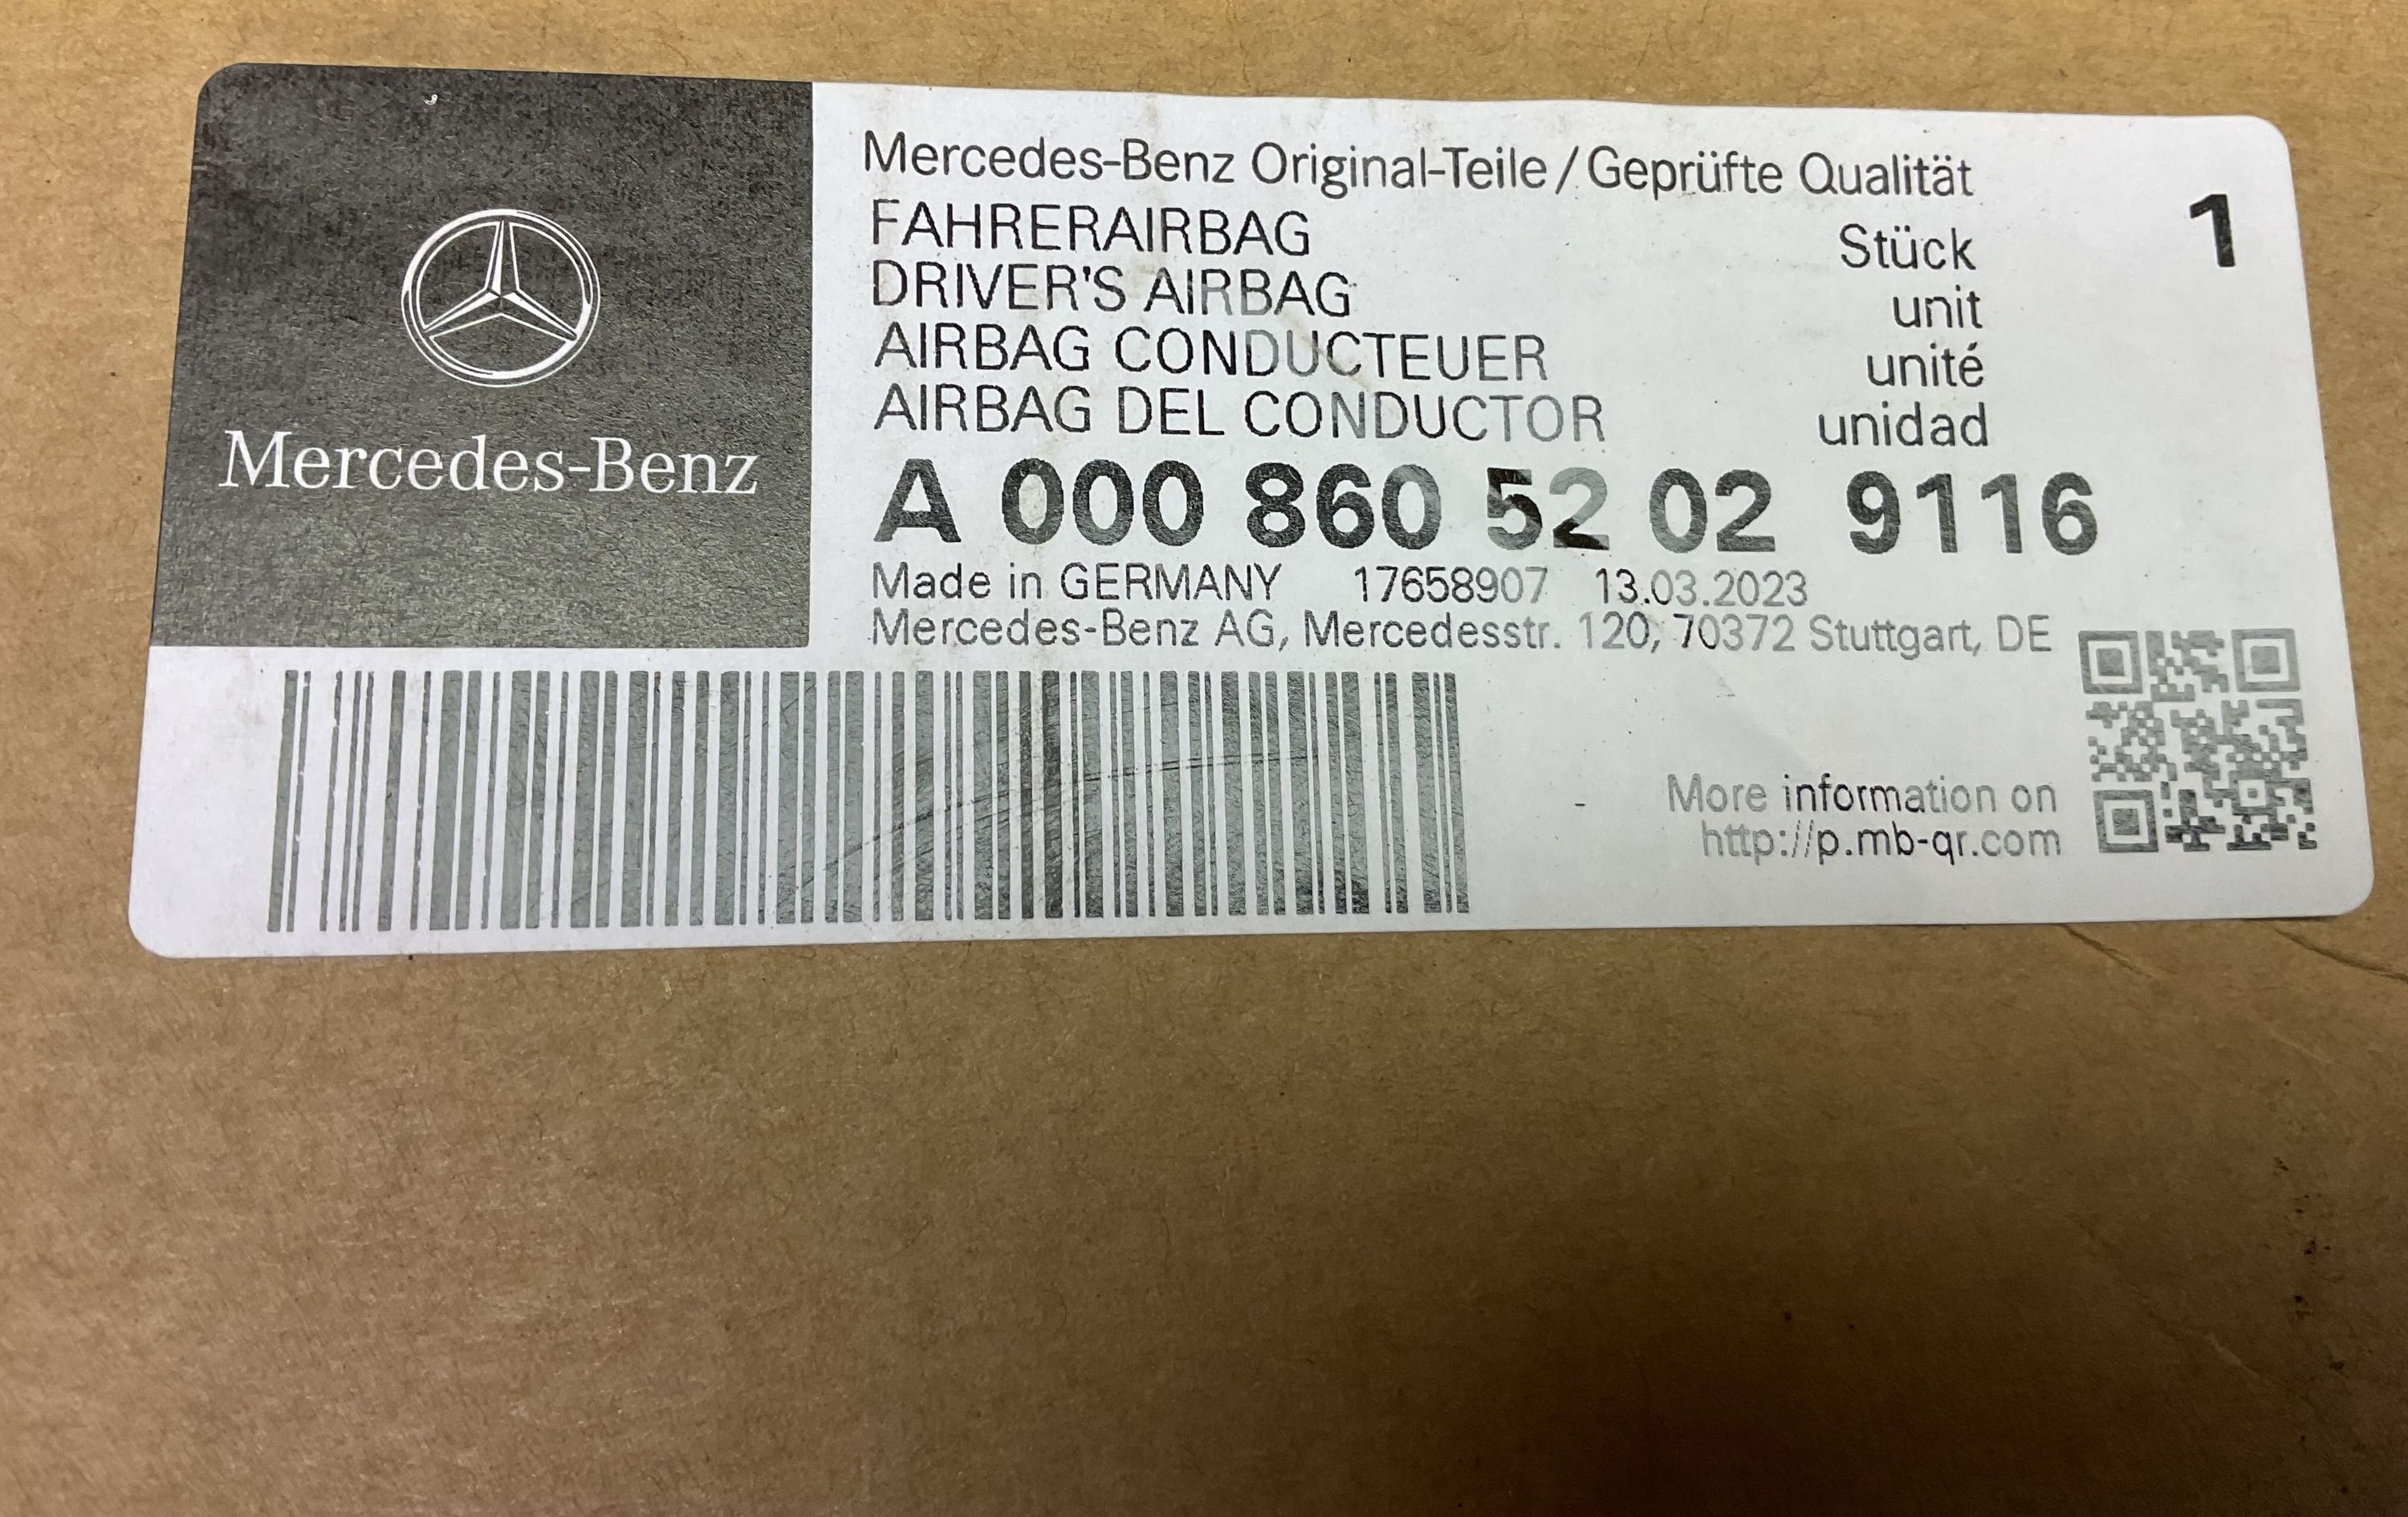 Mercedes-Benz
Mercedes-Benz Original-Teile / Geprüfte Qualität
FAHRERAIRBAG Stück 1
DRIVER'S AIRBAG unit
AIRBAG CONDUCTEUER unité
AIRBAG DEL CONDUCTOR unidad
A 000 860 52 02 9116
Made in GERMANY 17658907 13.03.2023
Mercedes-Benz AG, Mercedesstr. 120, 70372 Stuttgart, DE
- More information on
http://p.mb-qr.com